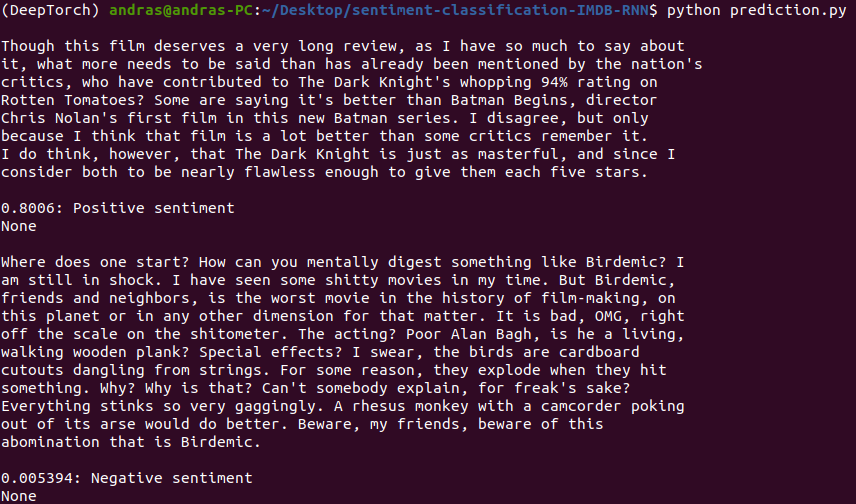 (DeepTorch) andras@andras-PC:~/Desktop/sentiment-classification-IMDB-RNN$ python prediction.py
Though this film deserves a very long review, as I have so much to say about
it, what more needs to be said than has already been mentioned by the nation's
critics, who have contributed to The Dark Knight's whopping 94% rating on
Rotten Tomatoes? Some are saying it's better than Batman Begins, director
Chris Nolan's first film in this new Batman series. I disagree, but only
because I think that film is a lot better than some critics remember it.
I do think, however, that The Dark Knight is just as masterful, and since I
consider both to be nearly flawless enough to give them each five stars.
0.8006: Positive sentiment
None
Where does one start? How can you mentally digest something like Birdemic? I
am still in shock. I have seen some shitty movies in my time. But Birdemic,
friends and neighbors, is the worst movie in the history of film-making, on
this planet or in any other dimension for that matter. It is bad, OMG, right
off the scale on the shitometer. The acting? Poor Alan Bagh, is he a living,
walking wooden plank? Special effects? I swear, the birds are cardboard
cutouts dangling from strings. For some reason, they explode when they hit
something. Why? Why is that? Can't somebody explain, for freak's sake?
Everything stinks so very gaggingly. A rhesus monkey with a camcorder poking
out of its arse would do better. Beware, my friends, beware of this
abomination that is Birdemic.
0.005394: Negative sentiment
None